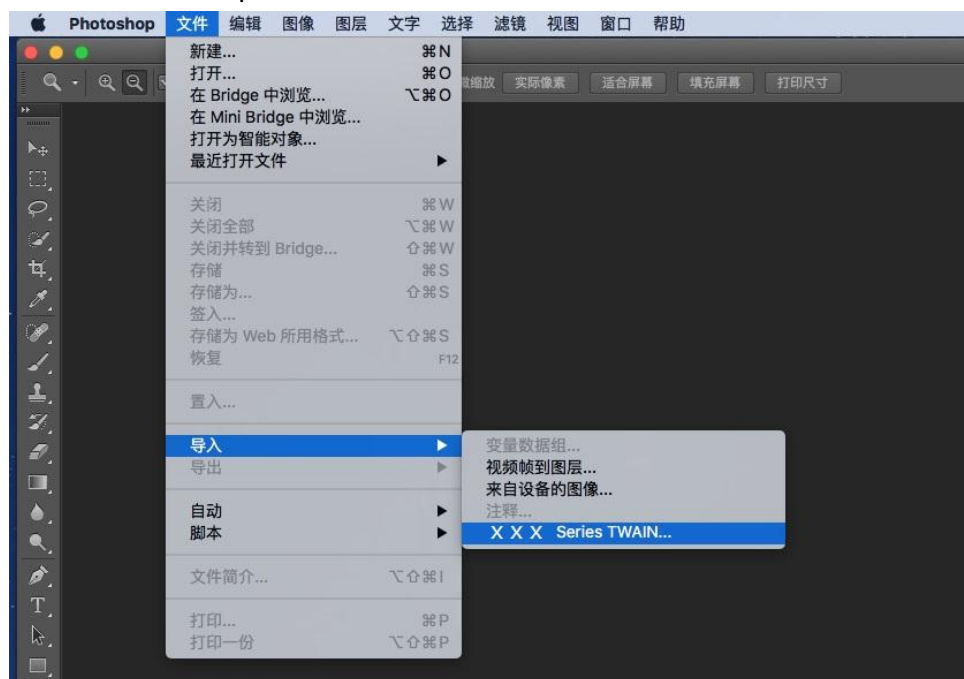 Photoshop 文件 编辑 图像 图层 文字 选择 滤镜 视图 窗口 帮助
缩放 实际像素 适合屏幕 填充屏幕 打印尺寸
新建... ⌘N
打开... ⌘O
在 Bridge 中浏览... ⌥⌘O
在 Mini Bridge 中浏览...
打开为智能对象...
最近打开文件 ▶
关闭 ⌘W
关闭全部 ⌥⌘W
关闭并转到 Bridge... ⇧⌘W
存储 ⌘S
存储为... ⇧⌘S
签入...
存储为 Web 所用格式... ⌥⇧⌘S
恢复 F12
置入...
导入 ▶
导出 ▶
自动 ▶
脚本 ▶
文件简介... ⌥⇧⌘I
打印... ⌘P
打印一份 ⌥⇧⌘P
变量数据组...
视频帧到图层...
来自设备的图像...
注释...
X X X Series TWAIN...